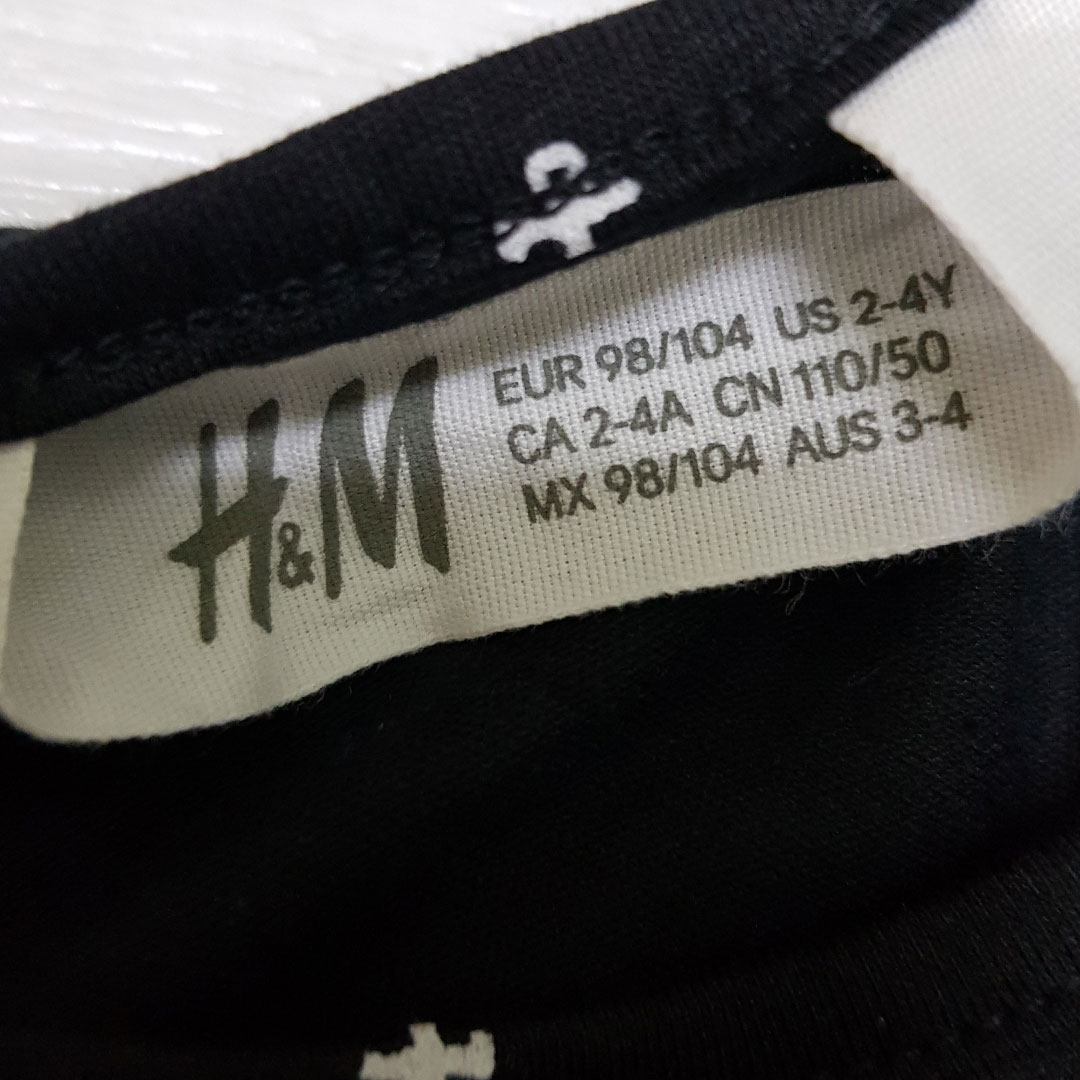 H&M
EUR 98/104 US 2-4Y
CA 2-4A CN 110/50
MX 98/104 AUS 3-4